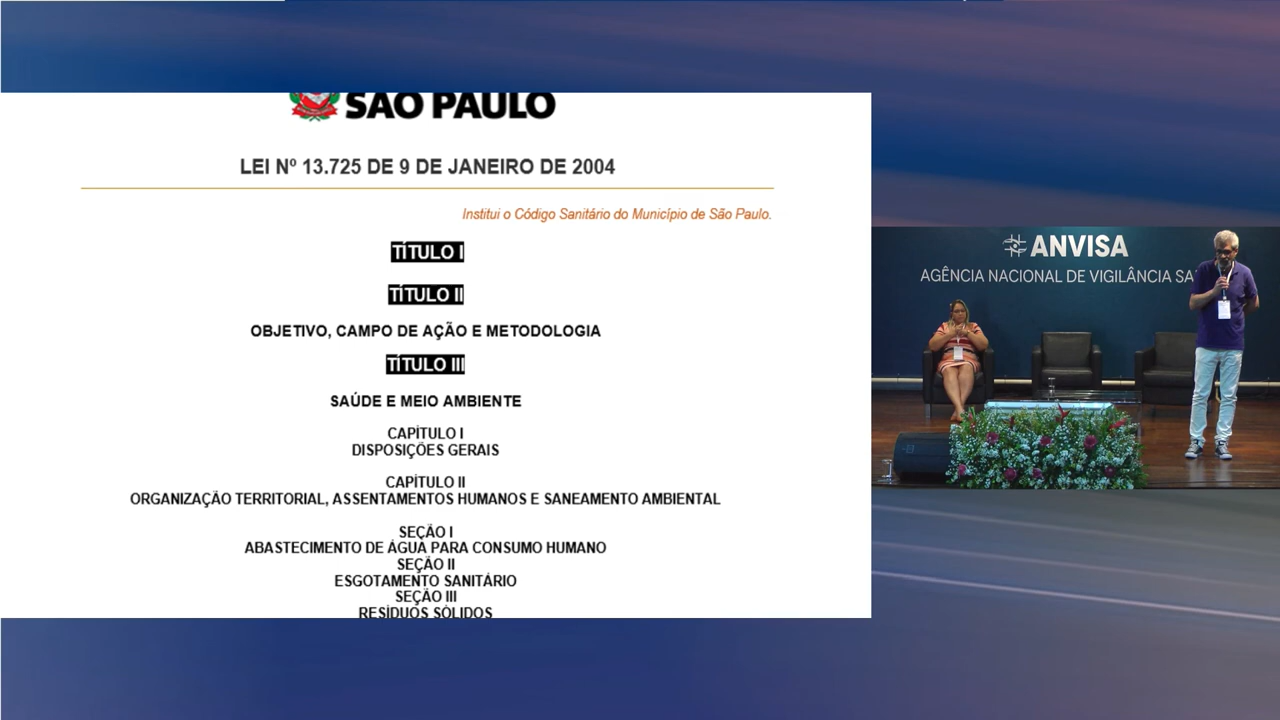 SÃO PAULO
LEI Nº 13.725 DE 9 DE JANEIRO DE 2004
Institui o Código Sanitário do Município de São Paulo.
TÍTULO I
TÍTULO II
OBJETIVO, CAMPO DE AÇÃO E METODOLOGIA
TÍTULO III
SAÚDE E MEIO AMBIENTE
CAPÍTULO I
DISPOSIÇÕES GERAIS
CAPÍTULO II
ORGANIZAÇÃO TERRITORIAL, ASSENTAMENTOS HUMANOS E SANEAMENTO AMBIENTAL
SEÇÃO I
ABASTECIMENTO DE ÁGUA PARA CONSUMO HUMANO
SEÇÃO II
ESGOTAMENTO SANITÁRIO
SEÇÃO III
RESÍDUOS SÓLIDOS
ANVISA
AGÊNCIA NACIONAL DE VIGILÂNCIA SA